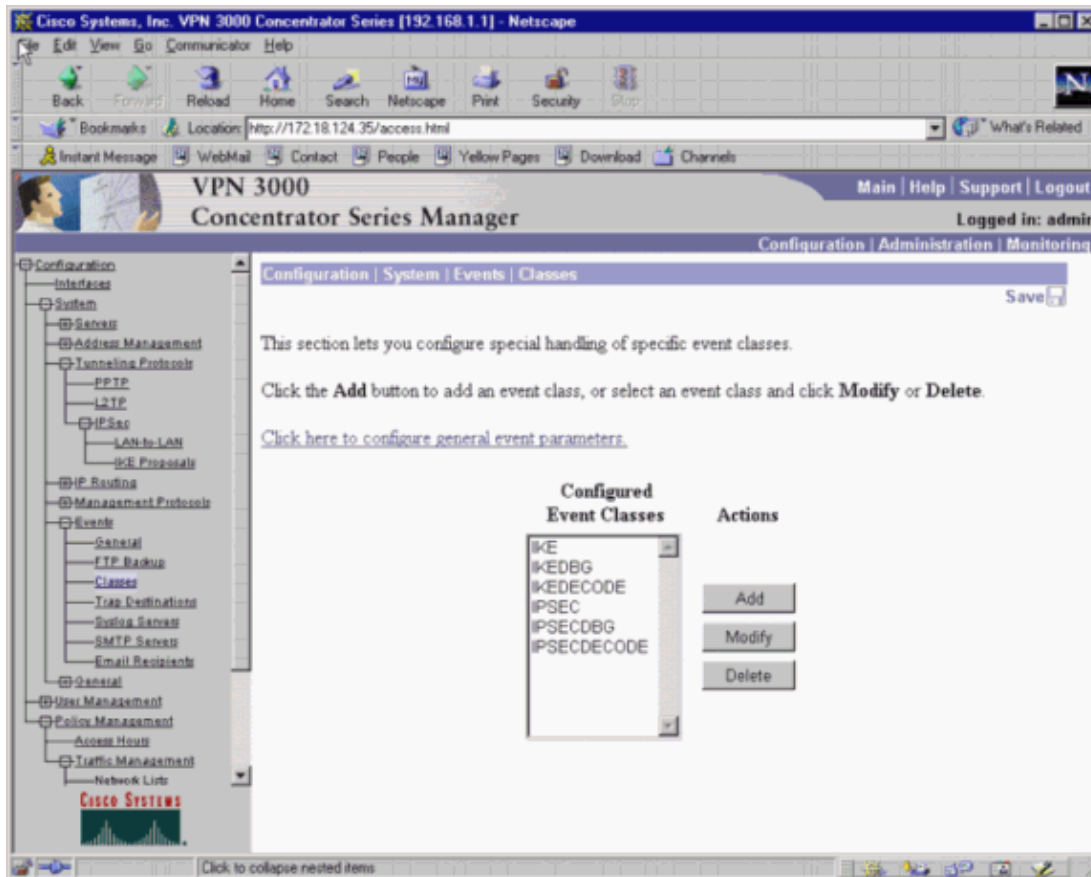 Cisco Systems, Inc. VPN 3000 Concentrator Series [192.168.1.1] - Netscape
File Edit View Go Communicator Help
Back Forward Reload Home Search Netscape Print Security Stop
Bookmarks Location: http://172.18.124.35/access.html What's Related
Instant Message WebMail Contact People Yellow Pages Download Channels
VPN 3000
Concentrator Series Manager
Main | Help | Support | Logout
Logged in: admin
Configuration | Administration | Monitoring
Configuration
Interfaces
System
Servers
Address Management
Tunneling Protocols
PPTP
L2TP
IPSec
LAN-to-LAN
IKE Proposals
IP Routing
Management Protocols
Events
General
FTP Backup
Classes
Trap Destinations
Syslog Servers
SMTP Servers
Email Recipients
General
User Management
Policy Management
Access Hours
Traffic Management
Network Lists
CISCO SYSTEMS
Configuration | System | Events | Classes
Save
This section lets you configure special handling of specific event classes.
Click the Add button to add an event class, or select an event class and click Modify or Delete.
Click here to configure general event parameters.
Configured
Event Classes Actions
IKE
IKEDBG
IKEDECODE
IPSEC
IPSECDBG
IPSECDECODE
Add
Modify
Delete
Click to collapse nested items